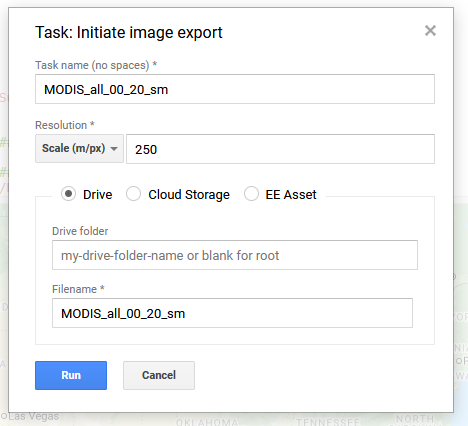 Task: Initiate image export
Task name (no spaces) *
MODIS_all_00_20_sm
Resolution *
Scale (m/px) 250
Drive Cloud Storage EE Asset
Drive folder
my-drive-folder-name or blank for root
Filename *
MODIS_all_00_20_sm
Run Cancel
Las Vegas
OKLAHOMA TENNESSEE NORTH